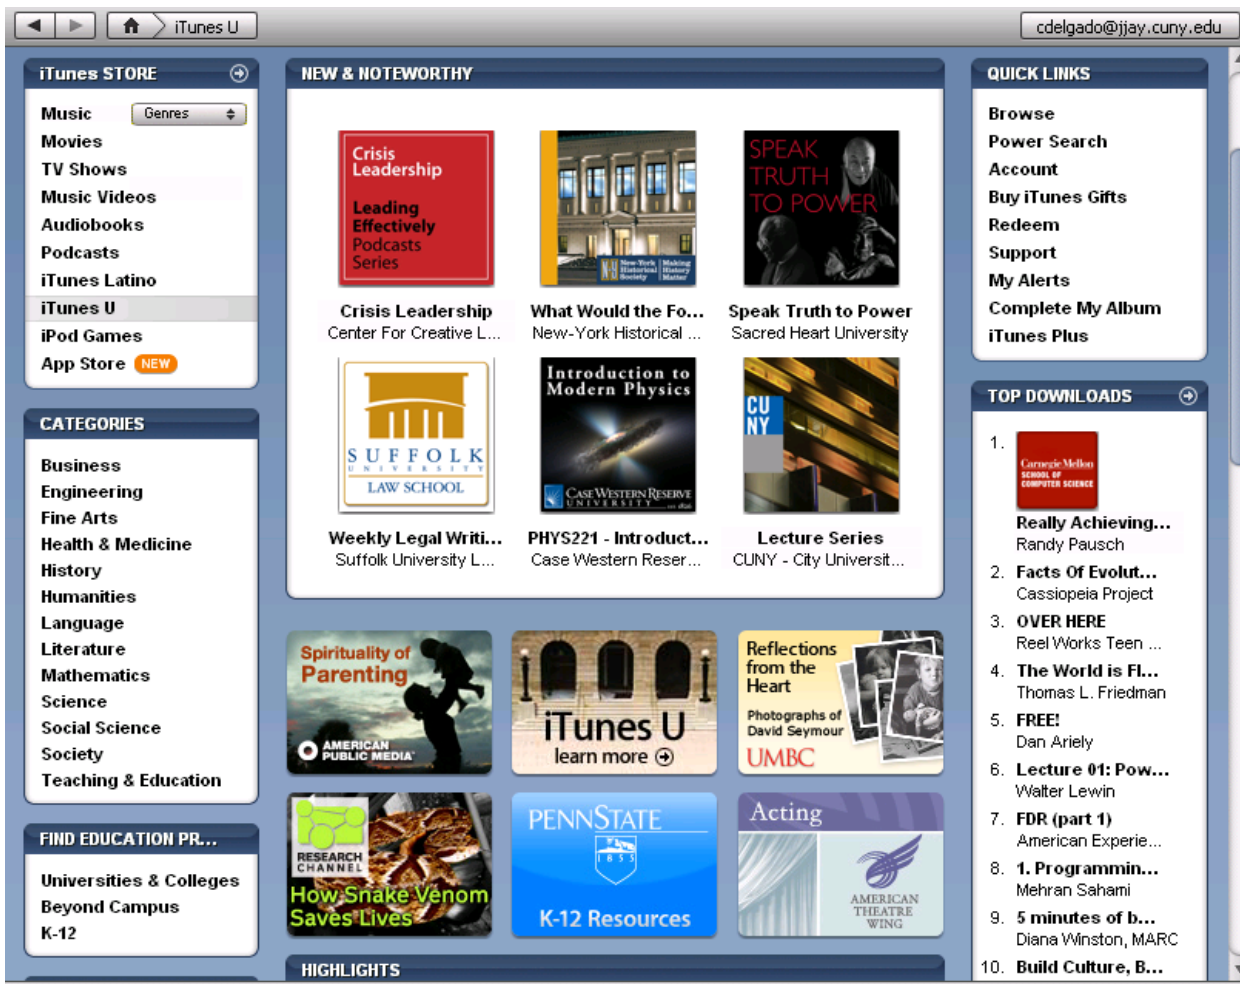 iTunes U
cdelgado@jjay.cuny.edu
iTunes STORE
Music
Genres
Movies
TV Shows
Music Videos
Audiobooks
Podcasts
iTunes Latino
iTunes U
iPod Games
App Store NEW
CATEGORIES
Business
Engineering
Fine Arts
Health & Medicine
History
Humanities
Language
Literature
Mathematics
Science
Social Science
Society
Teaching & Education
FIND EDUCATION PR...
Universities & Colleges
Beyond Campus
K-12
NEW & NOTEWORTHY
Crisis
Leadership
Leading
Effectively
Podcasts
Series
Crisis Leadership
Center For Creative L...
New-York
Historical
Society
Making
History
Matter
What Would the Fo...
New-York Historical ...
SPEAK
TRUTH
TO POWER
Speak Truth to Power
Sacred Heart University
SUFFOLK
UNIVERSITY
LAW SCHOOL
Weekly Legal Writi...
Suffolk University L...
Introduction to
Modern Physics
CASE WESTERN RESERVE
UNIVERSITY
PHYS221 - Introduct...
Case Western Reser...
CU
NY
Lecture Series
CUNY - City Universit...
Spirituality of
Parenting
AMERICAN
PUBLIC MEDIA
iTunes U
learn more
Reflections
from the
Heart
Photographs of
David Seymour
UMBC
RESEARCH
CHANNEL
How Snake Venom
Saves Lives
PENNSTATE
1855
K-12 Resources
Acting
AMERICAN
THEATRE
WING
HIGHLIGHTS
QUICK LINKS
Browse
Power Search
Account
Buy iTunes Gifts
Redeem
Support
My Alerts
Complete My Album
iTunes Plus
TOP DOWNLOADS
1.
Carnegie Mellon
SCHOOL OF
COMPUTER SCIENCE
Really Achieving...
Randy Pausch
2. Facts Of Evolut...
Cassiopeia Project
3. OVER HERE
Reel Works Teen ...
4. The World is Fl...
Thomas L. Friedman
5. FREE!
Dan Ariely
6. Lecture 01: Pow...
Walter Lewin
7. FDR (part 1)
American Experie...
8. 1. Programmin...
Mehran Sahami
9. 5 minutes of b...
Diana Winston, MARC
10. Build Culture, B...